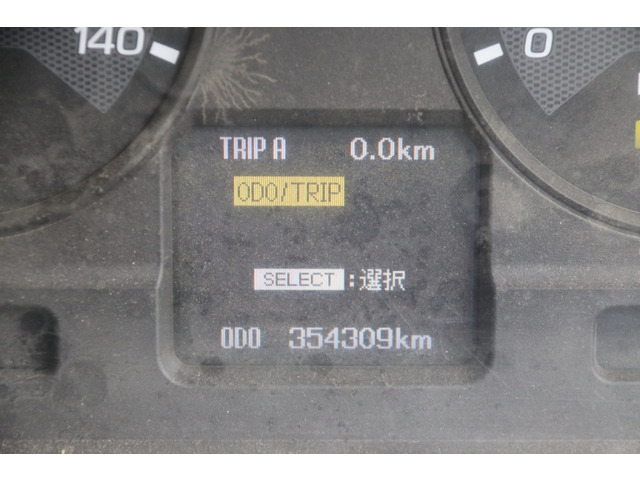 140
0
TRIP A 0.0km
ODO/TRIP
SELECT :選択
ODO 354309km